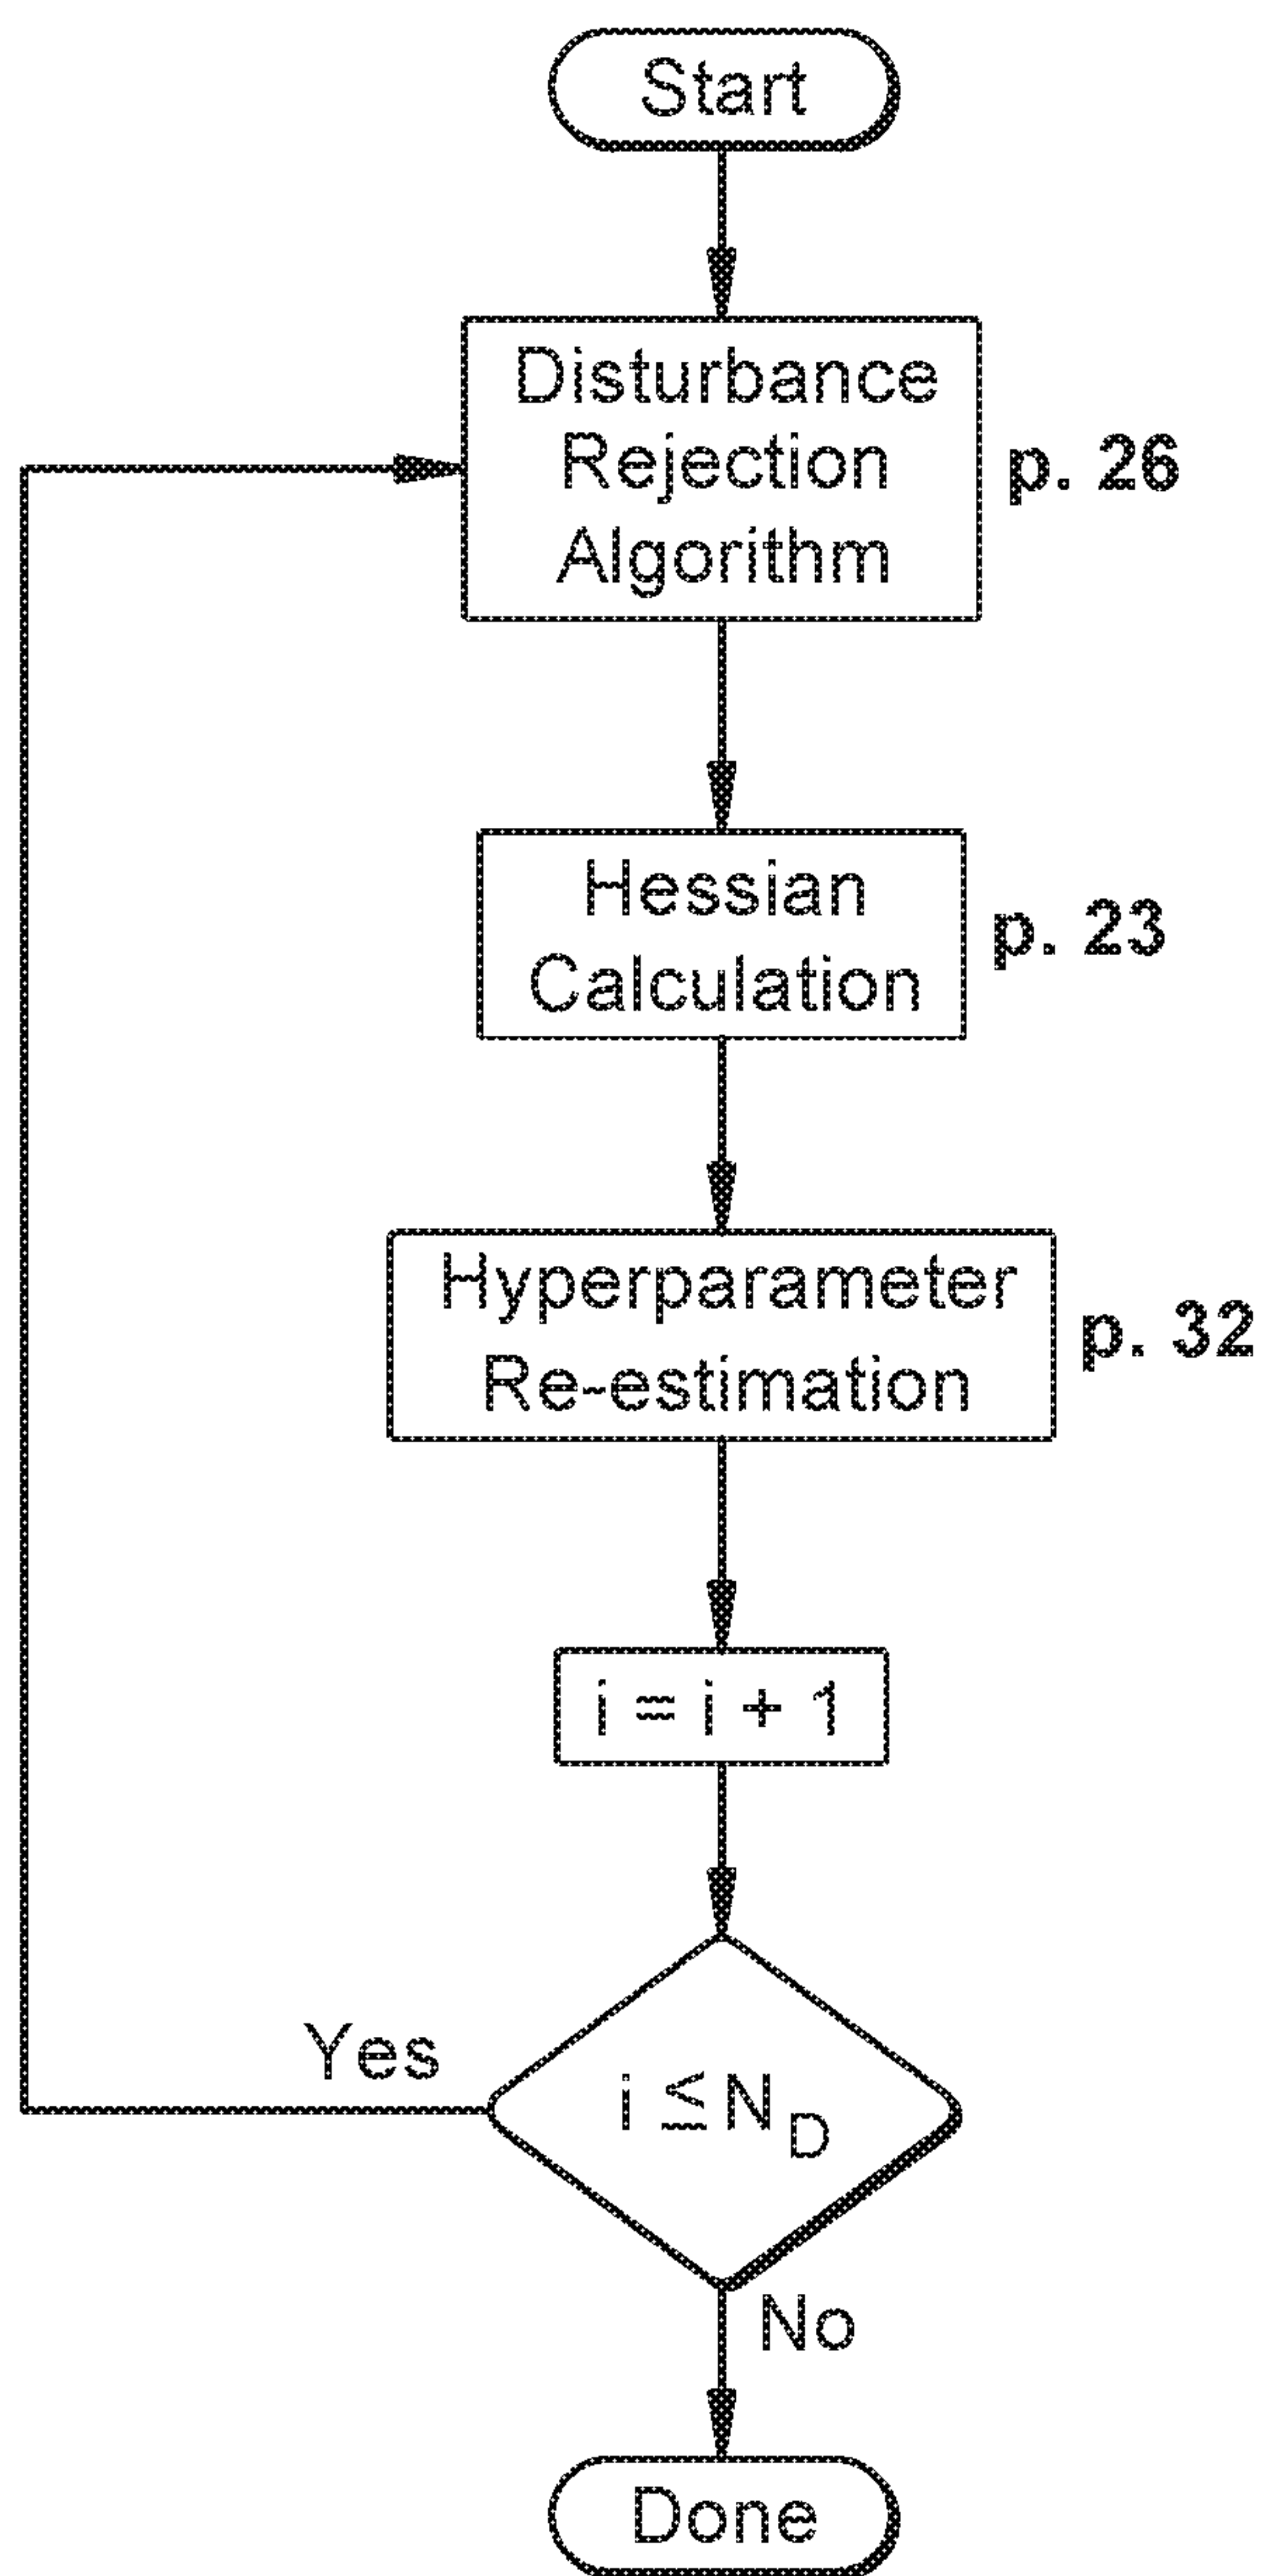 Start
Disturbance
Rejection
Algorithm
p. 26
Hessian
Calculation
p. 23
Hyperparameter
Re-estimation
p. 32
i = i + 1
Yes
i ≤ N_D
No
Done